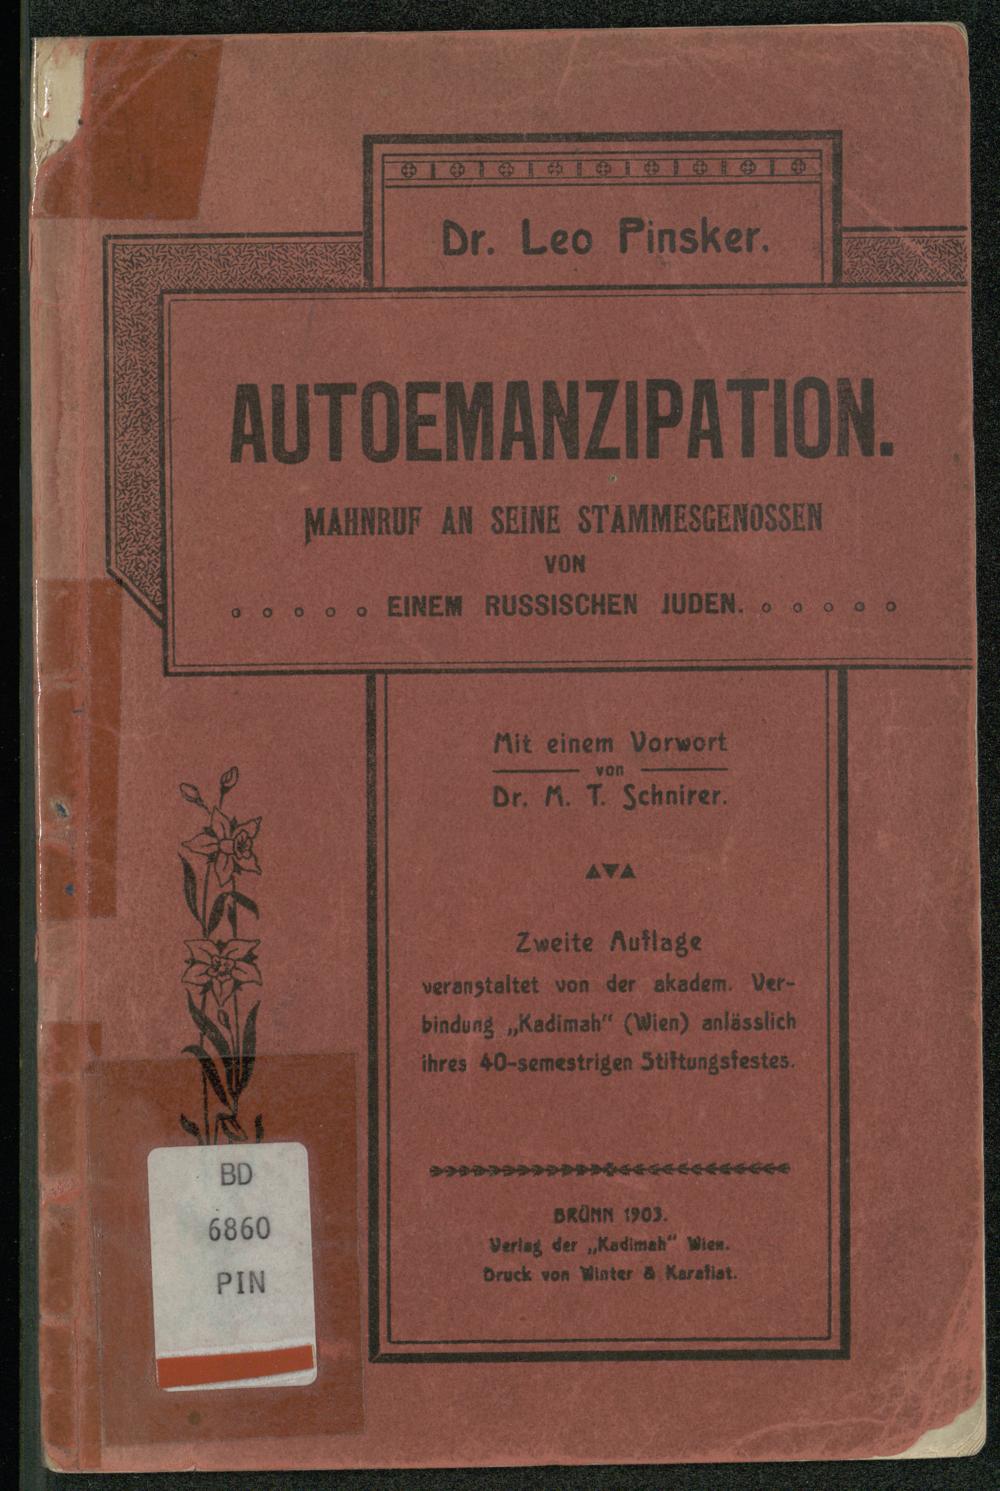 Dr. Leo Pinsker.
AUTOEMANZIPATION.
MAHNRUF AN SEINE STAMMESGENOSSEN
VON
EINEM RUSSISCHEN JUDEN.
Mit einem Vorwort
von
Dr. M. T. Schnirer.
Zweite Auflage
veranstaltet von der akadem. Ver-
bindung „Kadimah“ (Wien) anlässlich
ihres 40-semestrigen Stiftungsfestes.
BRÜNN 1903.
Verlag der „Kadimah“ Wien.
Druck von Winter & Karafiat.
BD
6860
PIN